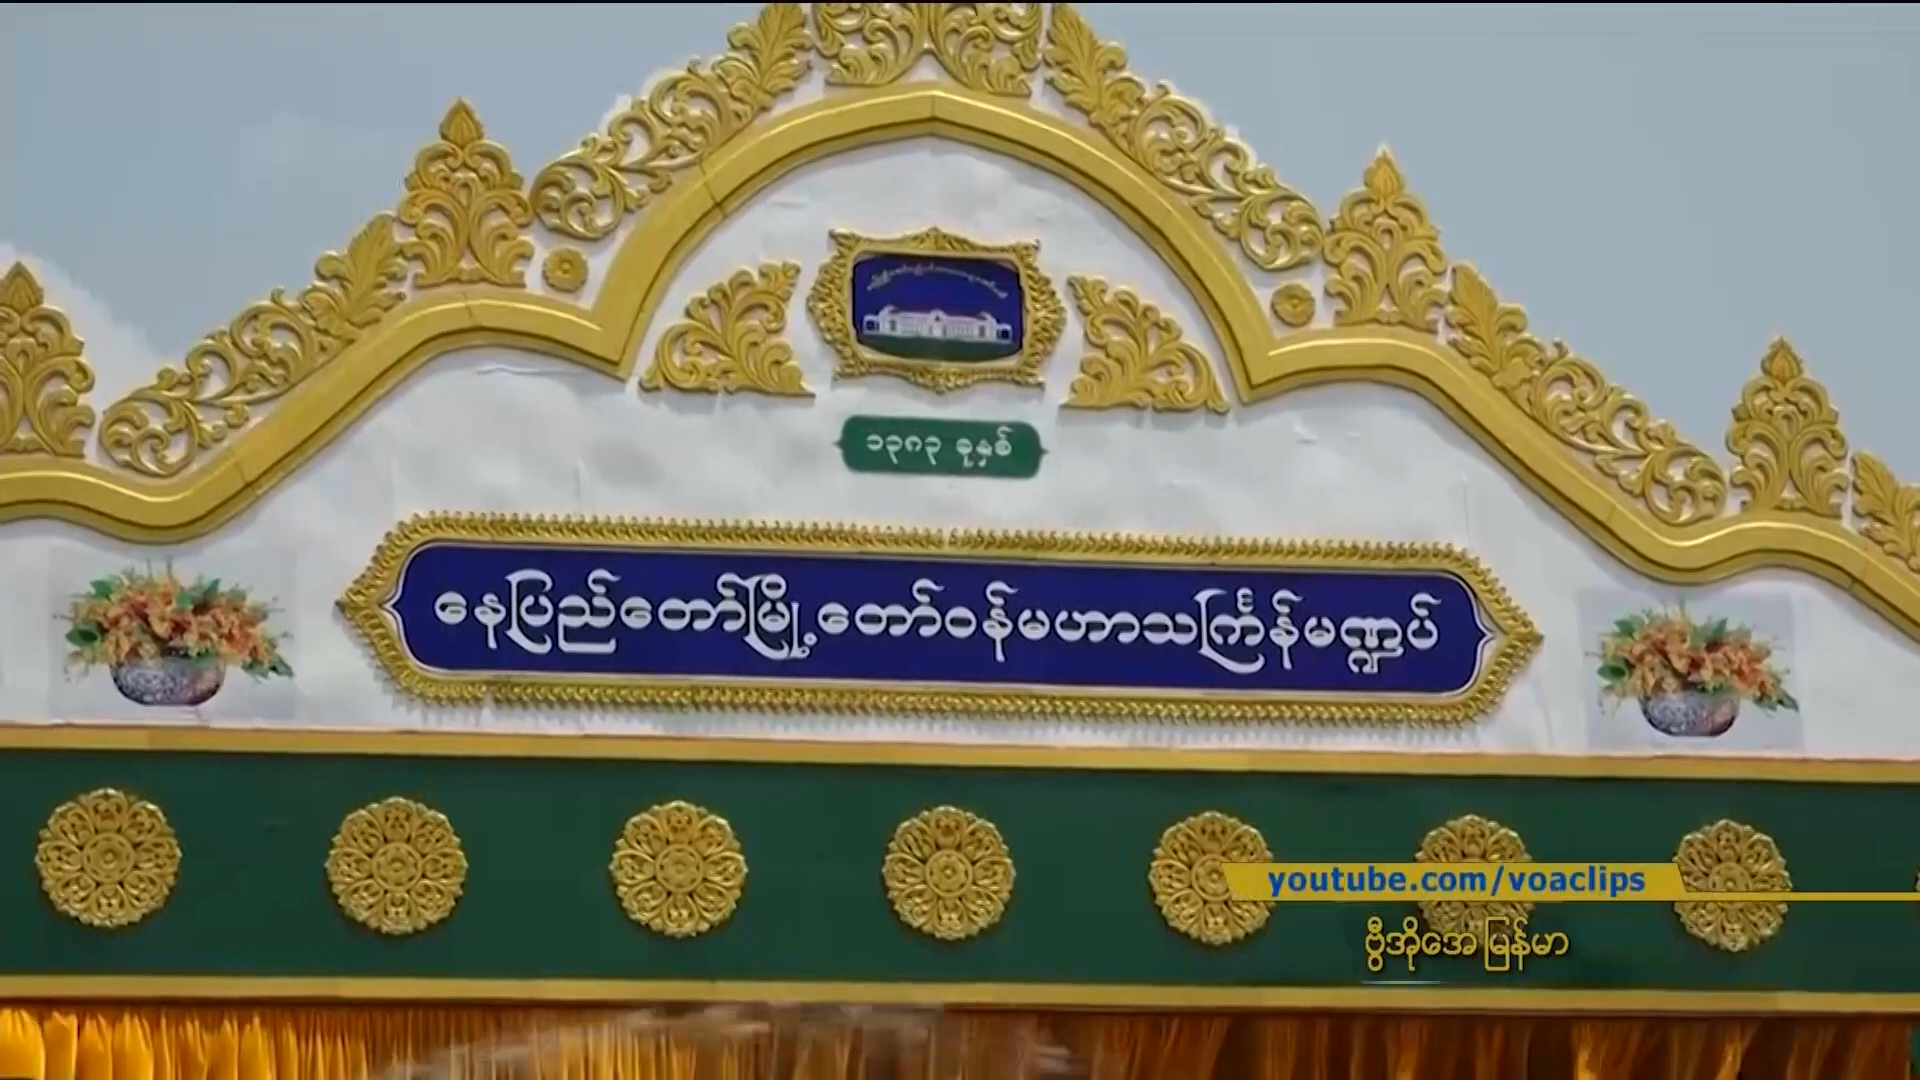 ၁၃၈၃ ခုနှစ်
နေပြည်တော်မြို့တော်ဝန်မဟာသင်္ကြန်မဏ္ဍပ်
youtube.com/voaclips
ဗွီအိုအေ မြန်မာ